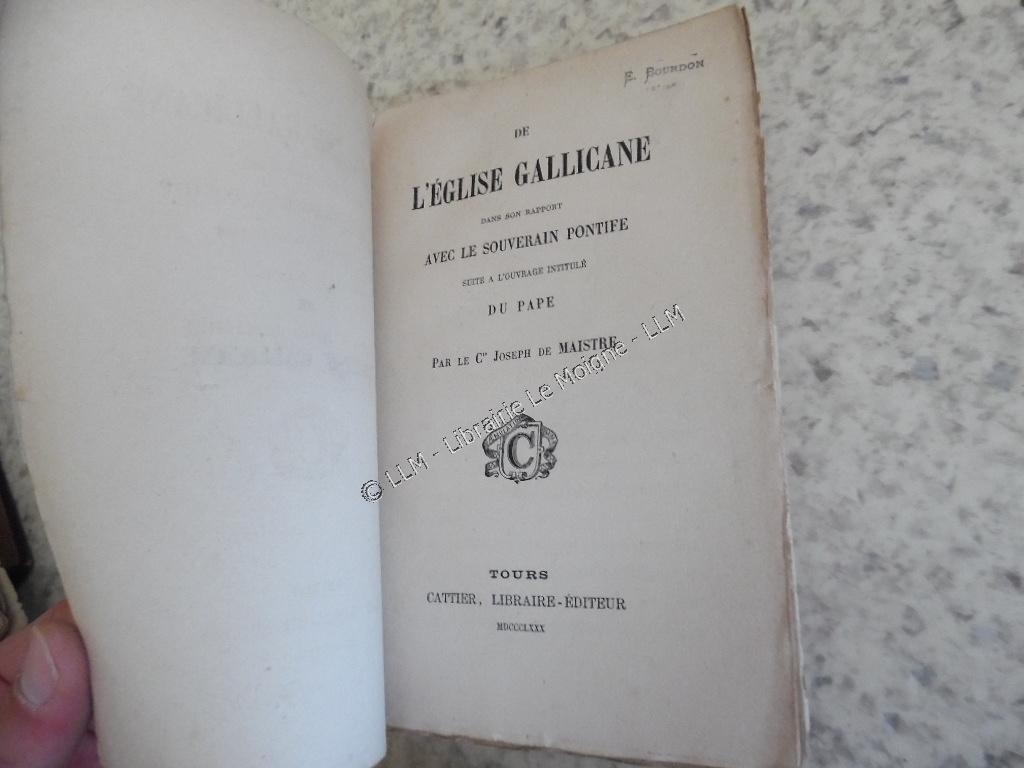 E. BOURDON
DE
L'ÉGLISE GALLICANE
DANS SON RAPPORT
AVEC LE SOUVERAIN PONTIFE
SUITE A L'OUVRAGE INTITULÉ
DU PAPE
PAR LE Cte JOSEPH DE MAISTRE
© LLM - Librairie Le Moigne - LLM
C
TOURS
CATTIER, LIBRAIRE-ÉDITEUR
MDCCCLXXX